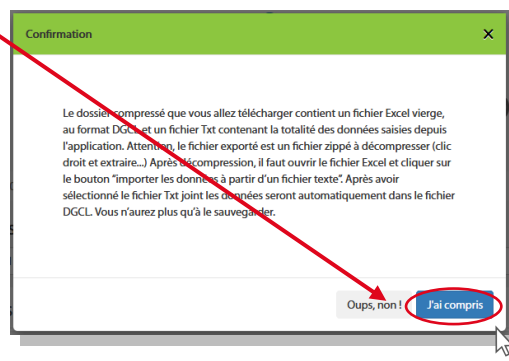 Confirmation ×
Le dossier compressé que vous allez télécharger contient un fichier Excel vierge,
au format DGCL et un fichier Txt contenant la totalité des données saisies depuis
l'application. Attention, le fichier exporté est un fichier zippé à décompresser (clic
droit et extraire...) Après décompression, il faut ouvrir le fichier Excel et cliquer sur
le bouton "importer les données à partir d'un fichier texte". Après avoir
sélectionné le fichier Txt joint les données seront automatiquement dans le fichier
DGCL. Vous n'aurez plus qu'à le sauvegarder.
Oups, non ! J'ai compris